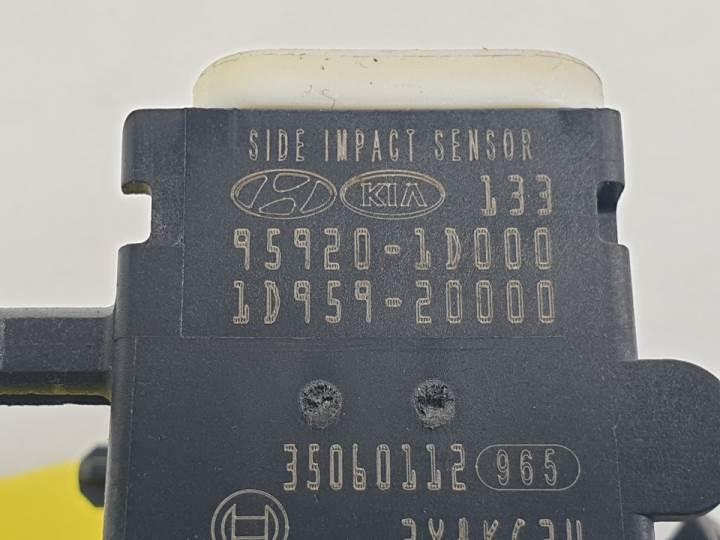 SIDE IMPACT SENSOR
KIA 133
95920-1D000
1D959-20000
35060112 965